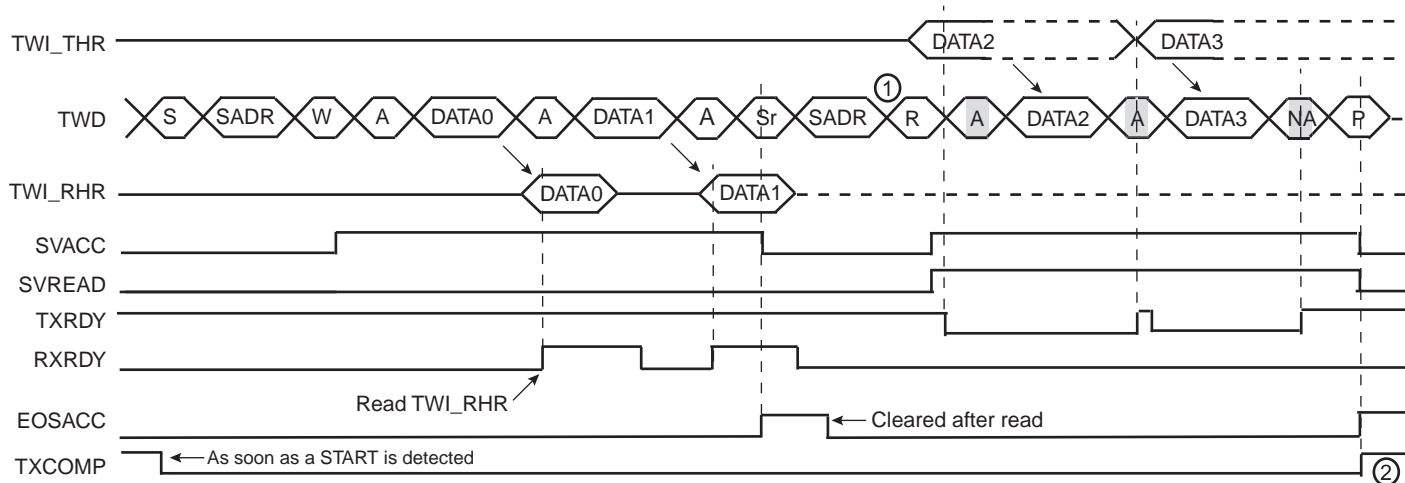 TWI_THR DATA2 DATA3
①
TWD S SADR W A DATA0 A DATA1 A Sr SADR R A DATA2 A DATA3 NA P
TWI_RHR DATA0 DATA1
SVACC
SVREAD
TXRDY
RXRDY
Read TWI_RHR
EOSACC Cleared after read
TXCOMP As soon as a START is detected ②